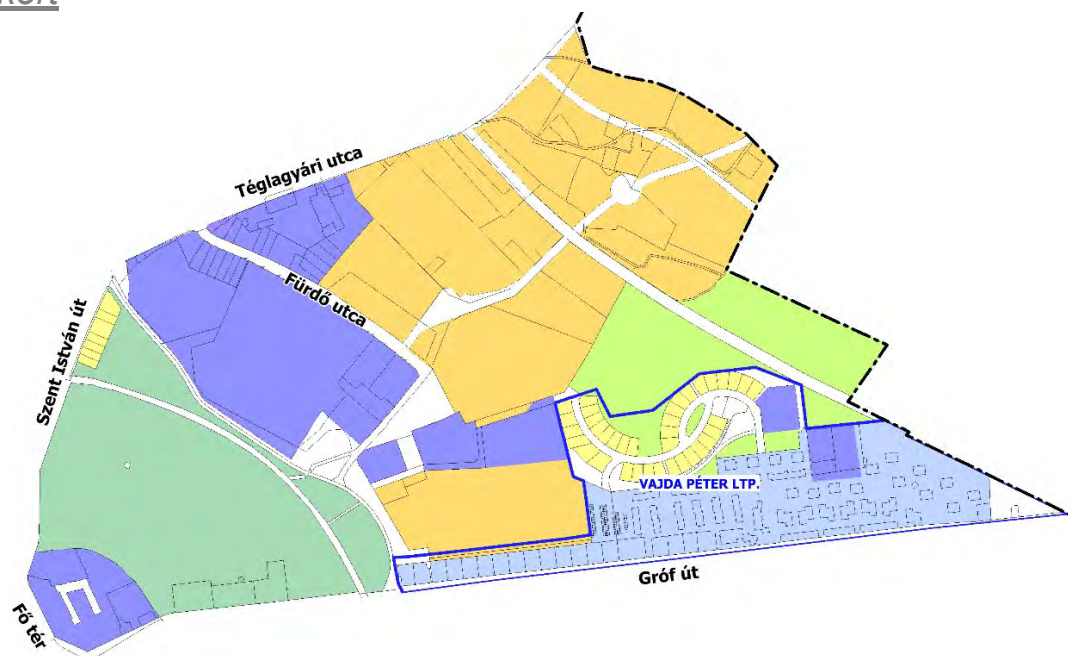 Téglagyári utca
Fürdő utca
Szent István út
VAJDA PÉTER LTP.
Gróf út
Fő tér